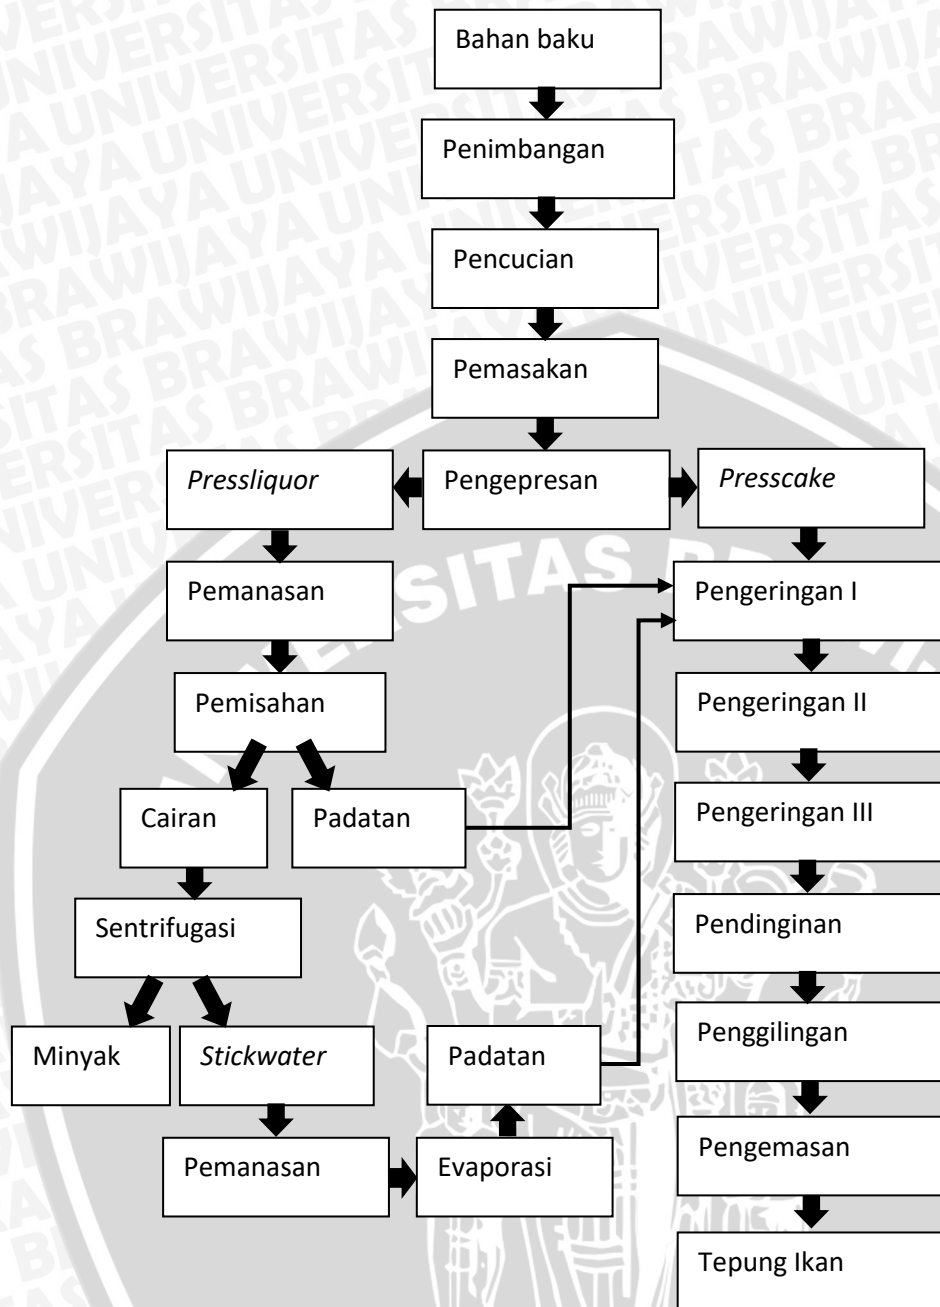 Bahan baku
Penimbangan
Pencucian
Pemasakan
Pressliquor
Pengepresan
Presscake
Pemanasan
Pengeringan I
Pemisahan
Pengeringan II
Cairan
Padatan
Pengeringan III
Sentrifugasi
Pendinginan
Minyak
Stickwater
Padatan
Penggilingan
Pemanasan
Evaporasi
Pengemasan
Tepung Ikan